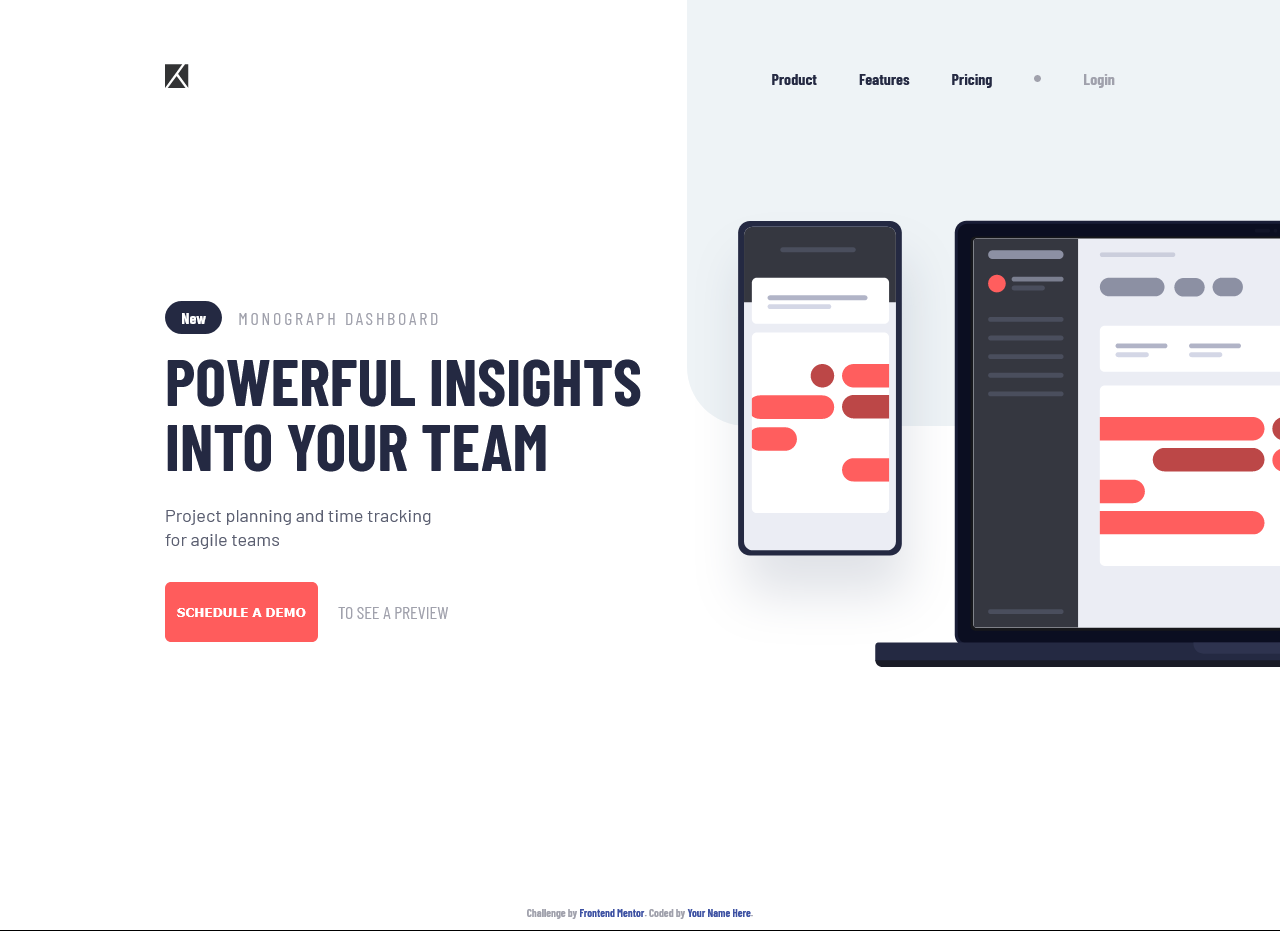 Product Features Pricing Login
New MONOGRAPH DASHBOARD
POWERFUL INSIGHTS
INTO YOUR TEAM
Project planning and time tracking
for agile teams
SCHEDULE A DEMO TO SEE A PREVIEW
Challenge by Frontend Mentor. Coded by Your Name Here.